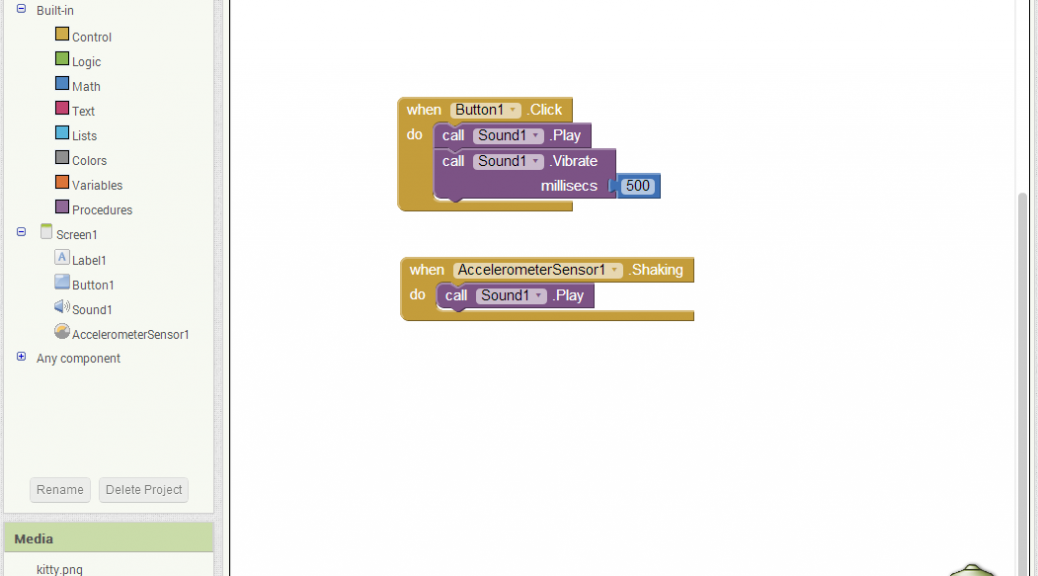 Built-in
Control
Logic
Math
Text
Lists
Colors
Variables
Procedures
Screen1
A Label1
Button1
Sound1
AccelerometerSensor1
Any component
Rename Delete Project
Media
kitty.png
when Button1 .Click
do call Sound1 .Play
call Sound1 .Vibrate
millisecs 500
when AccelerometerSensor1 .Shaking
do call Sound1 .Play